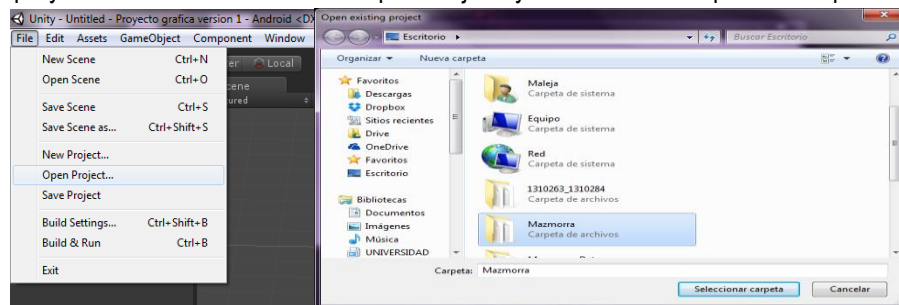 Unity - Untitled - Proyecto grafica version 1 - Android <DX
File Edit Assets GameObject Component Window
New Scene Ctrl+N
Open Scene Ctrl+O
Save Scene Ctrl+S
Save Scene as... Ctrl+Shift+S
New Project...
Open Project...
Save Project
Build Settings... Ctrl+Shift+B
Build & Run Ctrl+B
Exit
Local
Open existing project
Escritorio
Buscar Escritorio
Organizar
Nueva carpeta
Favoritos
Descargas
Dropbox
Sitios recientes
Drive
OneDrive
Favoritos
Escritorio
Bibliotecas
Documentos
Imágenes
Música
UNIVERSIDAD
Maleja
Carpeta de sistema
Equipo
Carpeta de sistema
Red
Carpeta de sistema
1310263_1310284
Carpeta de archivos
Mazmorra
Carpeta de archivos
Carpeta: Mazmorra
Seleccionar carpeta Cancelar